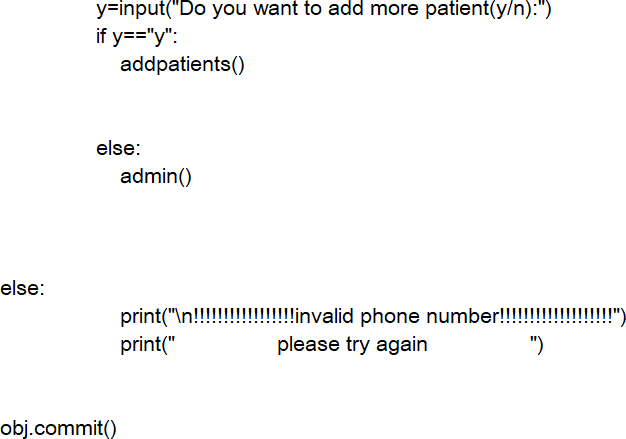 y=input("Do you want to add more patient(y/n):")
if y=="y":
addpatients()
else:
admin()
else:
print("\n!!!!!!!!!!!!!!!!!invalid phone number!!!!!!!!!!!!!!!!!!!")
print("                 please try again                 ")
obj.commit()